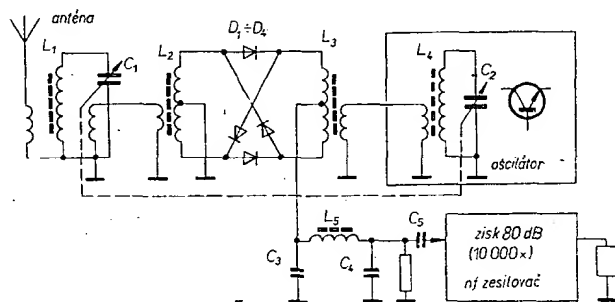 anténa
L1
C1
L2
D1÷D4
L3
L4
C2
oscilátor
L5
C3
C4
C5
zisk 80 dB
(10 000×)
nf zesilovač